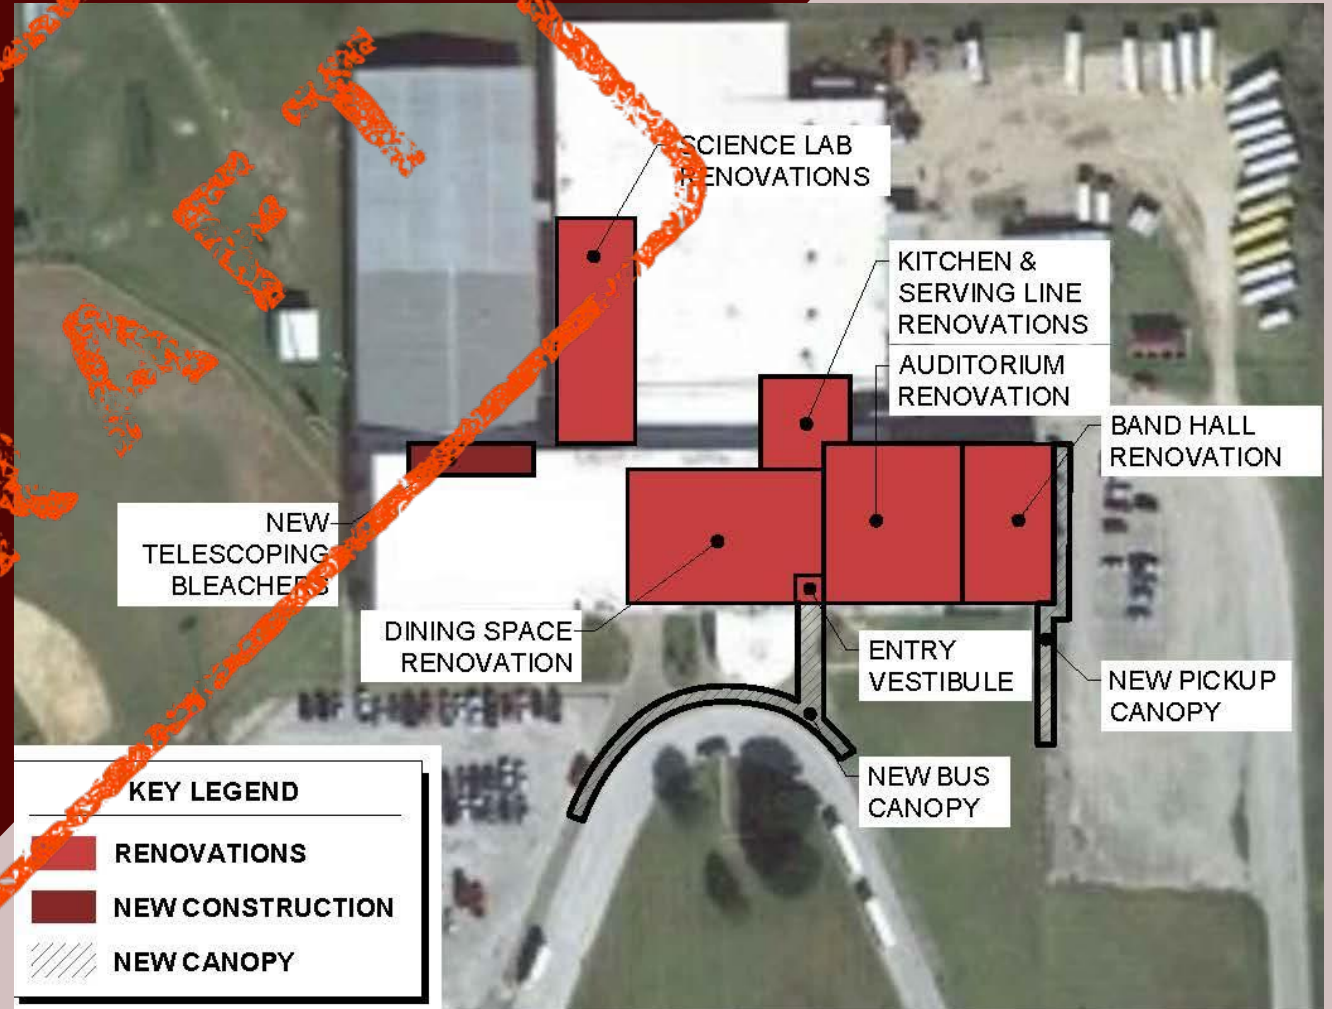 SCIENCE LAB
RENOVATIONS
KITCHEN &
SERVING LINE
RENOVATIONS
AUDITORIUM
RENOVATION
BAND HALL
RENOVATION
NEW
TELESCOPING
BLEACHERS
DINING SPACE
RENOVATION
ENTRY
VESTIBULE
NEW PICKUP
CANOPY
NEW BUS
CANOPY
KEY LEGEND
RENOVATIONS
NEW CONSTRUCTION
NEW CANOPY